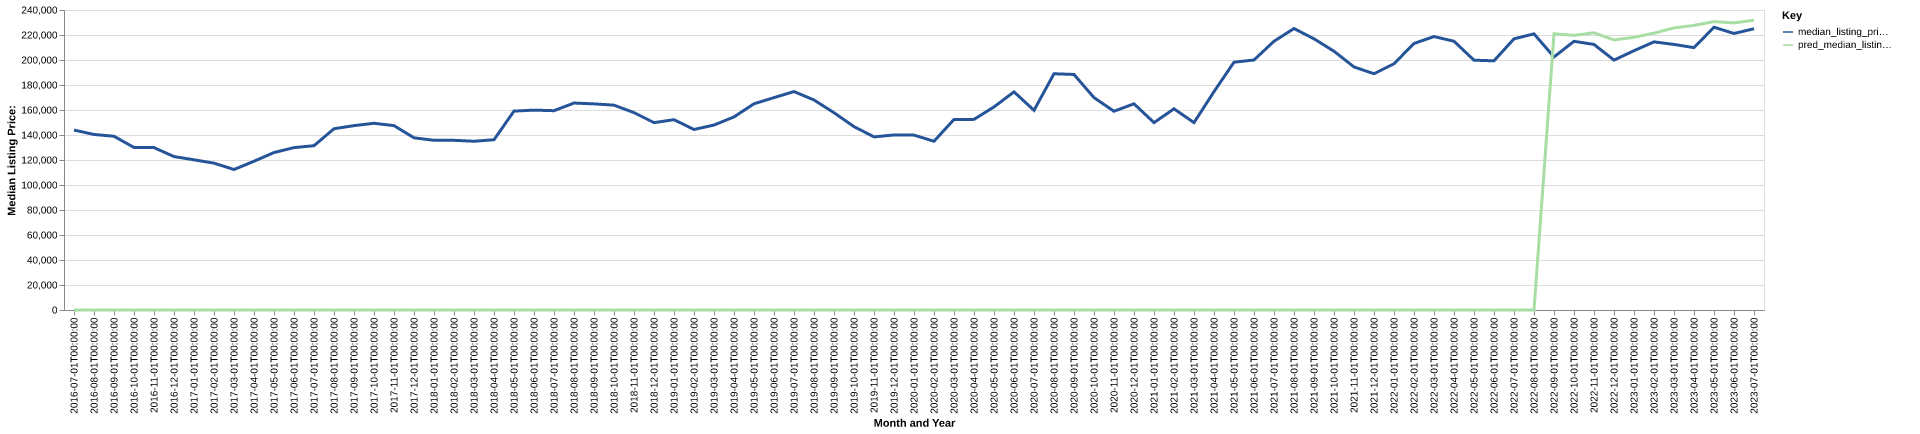 240,000
220,000
200,000
180,000
160,000
140,000
120,000
100,000
80,000
60,000
40,000
20,000
0
Median Listing Price:
2016-07-01T00:00:00
2016-08-01T00:00:00
2016-09-01T00:00:00
2016-10-01T00:00:00
2016-11-01T00:00:00
2016-12-01T00:00:00
2017-01-01T00:00:00
2017-02-01T00:00:00
2017-03-01T00:00:00
2017-04-01T00:00:00
2017-05-01T00:00:00
2017-06-01T00:00:00
2017-07-01T00:00:00
2017-08-01T00:00:00
2017-09-01T00:00:00
2017-10-01T00:00:00
2017-11-01T00:00:00
2017-12-01T00:00:00
2018-01-01T00:00:00
2018-02-01T00:00:00
2018-03-01T00:00:00
2018-04-01T00:00:00
2018-05-01T00:00:00
2018-06-01T00:00:00
2018-07-01T00:00:00
2018-08-01T00:00:00
2018-09-01T00:00:00
2018-10-01T00:00:00
2018-11-01T00:00:00
2018-12-01T00:00:00
2019-01-01T00:00:00
2019-02-01T00:00:00
2019-03-01T00:00:00
2019-04-01T00:00:00
2019-05-01T00:00:00
2019-06-01T00:00:00
2019-07-01T00:00:00
2019-08-01T00:00:00
2019-09-01T00:00:00
2019-10-01T00:00:00
2019-11-01T00:00:00
2019-12-01T00:00:00
2020-01-01T00:00:00
2020-02-01T00:00:00
2020-03-01T00:00:00
2020-04-01T00:00:00
2020-05-01T00:00:00
2020-06-01T00:00:00
2020-07-01T00:00:00
2020-08-01T00:00:00
2020-09-01T00:00:00
2020-10-01T00:00:00
2020-11-01T00:00:00
2020-12-01T00:00:00
2021-01-01T00:00:00
2021-02-01T00:00:00
2021-03-01T00:00:00
2021-04-01T00:00:00
2021-05-01T00:00:00
2021-06-01T00:00:00
2021-07-01T00:00:00
2021-08-01T00:00:00
2021-09-01T00:00:00
2021-10-01T00:00:00
2021-11-01T00:00:00
2021-12-01T00:00:00
2022-01-01T00:00:00
2022-02-01T00:00:00
2022-03-01T00:00:00
2022-04-01T00:00:00
2022-05-01T00:00:00
2022-06-01T00:00:00
2022-07-01T00:00:00
2022-08-01T00:00:00
2022-09-01T00:00:00
2022-10-01T00:00:00
2022-11-01T00:00:00
2022-12-01T00:00:00
2023-01-01T00:00:00
2023-02-01T00:00:00
2023-03-01T00:00:00
2023-04-01T00:00:00
2023-05-01T00:00:00
2023-06-01T00:00:00
2023-07-01T00:00:00
Month and Year
Key
median_listing_pri…
pred_median_listin…